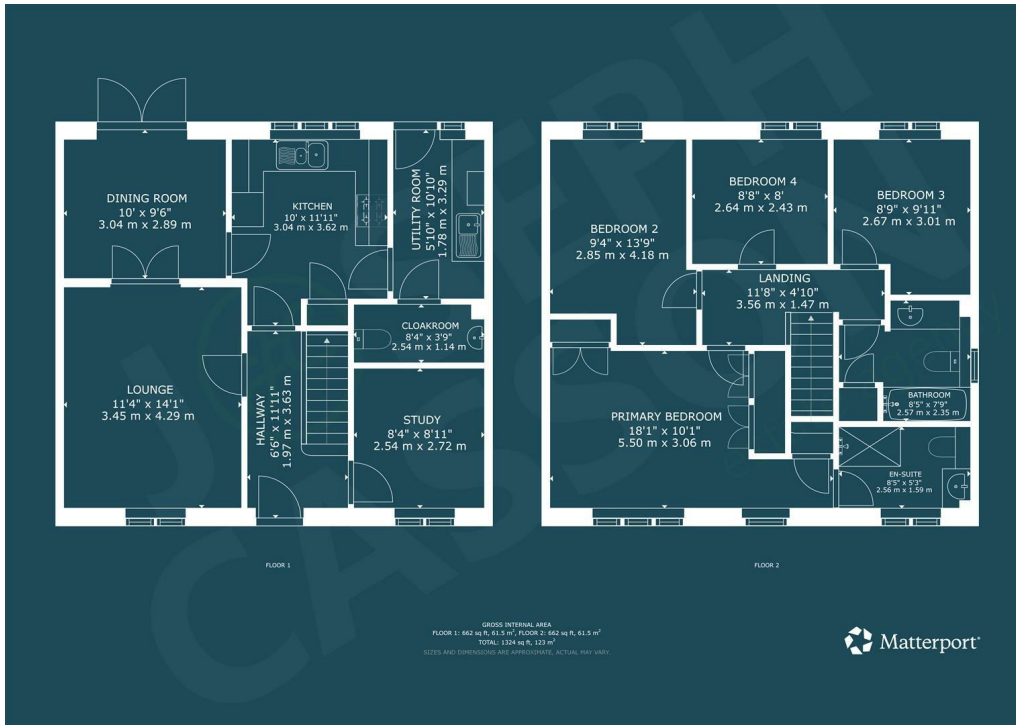 DINING ROOM
10' x 9'6"
3.04 m x 2.89 m
KITCHEN
10' x 11'11"
3.04 m x 3.62 m
UTILITY ROOM
5'10" x 10'10"
1.78 m x 3.29 m
LOUNGE
11'4" x 14'1"
3.45 m x 4.29 m
HALLWAY
6'6" x 11'11"
1.97 m x 3.63 m
CLOAKROOM
8'4" x 3'9"
2.54 m x 1.14 m
STUDY
8'4" x 8'11"
2.54 m x 2.72 m
FLOOR 1
BEDROOM 2
9'4" x 13'9"
2.85 m x 4.18 m
BEDROOM 4
8'8" x 8'
2.64 m x 2.43 m
BEDROOM 3
8'9" x 9'11"
2.67 m x 3.01 m
LANDING
11'8" x 4'10"
3.56 m x 1.47 m
PRIMARY BEDROOM
18'1" x 10'1"
5.50 m x 3.06 m
BATHROOM
8'5" x 7'9"
2.57 m x 2.35 m
EN-SUITE
8'5" x 5'3"
2.56 m x 1.59 m
FLOOR 2
GROSS INTERNAL AREA
FLOOR 1: 662 sq ft, 61.5 m², FLOOR 2: 662 sq ft, 61.5 m²
TOTAL: 1324 sq ft, 123 m²
SIZES AND DIMENSIONS ARE APPROXIMATE, ACTUAL MAY VARY.
Matterport®
JOSEPH
CASSON